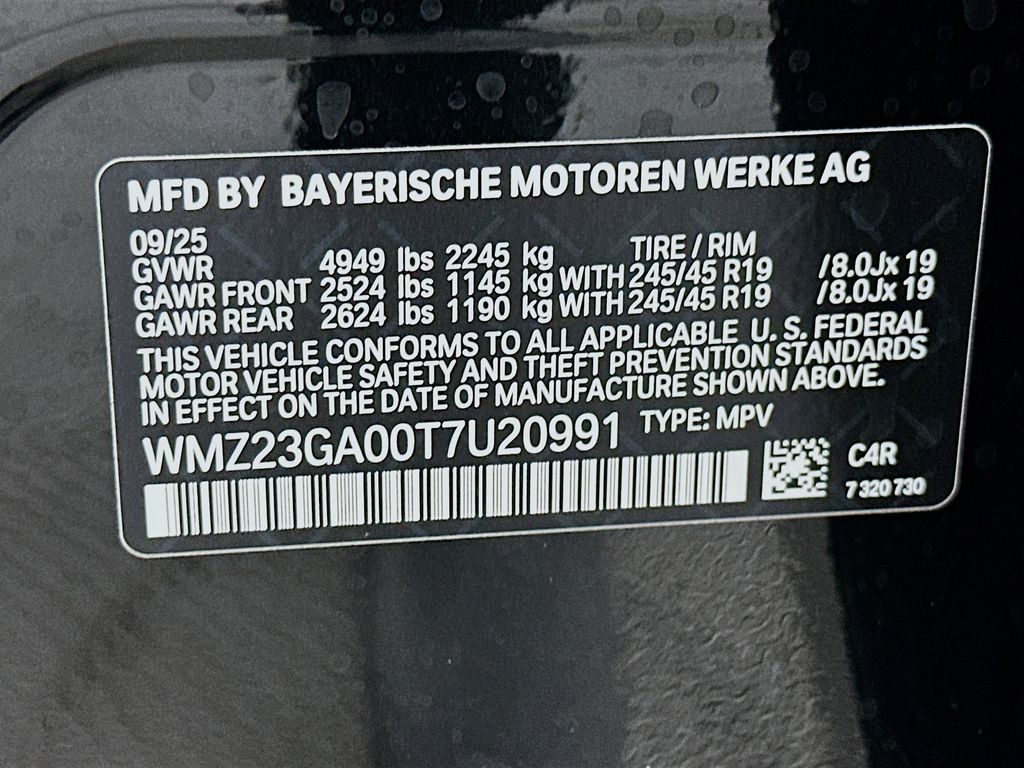 MFD BY BAYERISCHE MOTOREN WERKE AG
09/25
GVWR 4949 lbs 2245 kg TIRE / RIM
GAWR FRONT 2524 lbs 1145 kg WITH 245/45 R19 /8.0Jx 19
GAWR REAR 2624 lbs 1190 kg WITH 245/45 R19 /8.0Jx 19
THIS VEHICLE CONFORMS TO ALL APPLICABLE U. S. FEDERAL
MOTOR VEHICLE SAFETY AND THEFT PREVENTION STANDARDS
IN EFFECT ON THE DATE OF MANUFACTURE SHOWN ABOVE.
WMZ23GA00T7U20991 TYPE: MPV
C4R
7 320 730